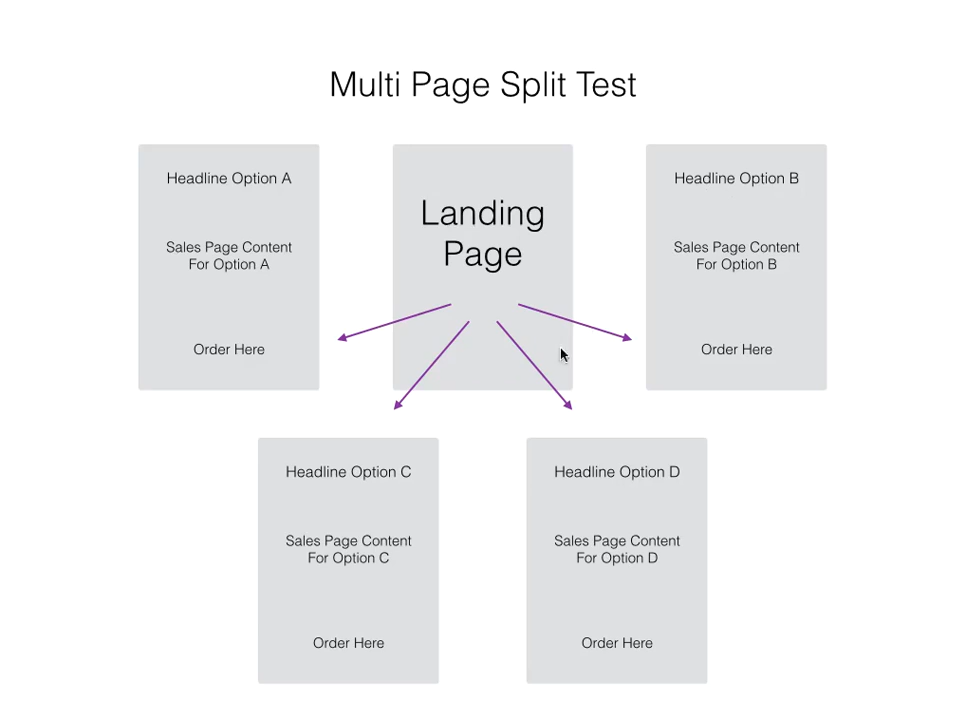 Multi Page Split Test
Headline Option A
Sales Page Content
For Option A
Order Here
Landing
Page
Headline Option B
Sales Page Content
For Option B
Order Here
Headline Option C
Sales Page Content
For Option C
Order Here
Headline Option D
Sales Page Content
For Option D
Order Here